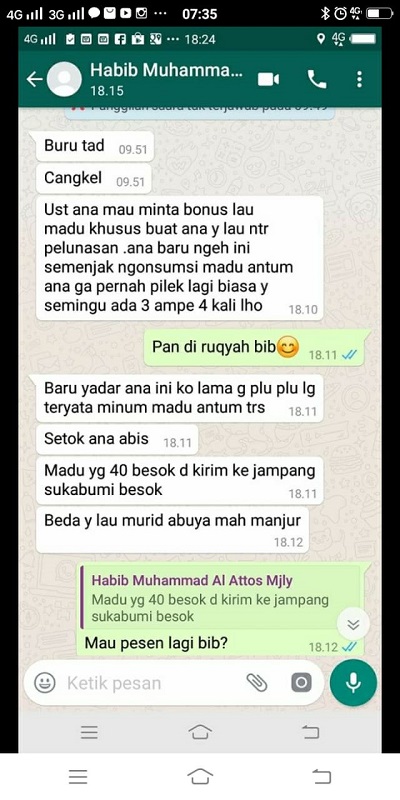 4G 3G 07:35
4G 18:24 4G
Habib Muhamma...
18.15
Panggilan suara tak terjawab pada 09.49
Buru tad 09.51
Cangkel 09.51
Ust ana mau minta bonus lau
madu khusus buat ana y lau ntr
pelunasan .ana baru ngeh ini
semenjak ngonsumsi madu antum
ana ga pernah pilek lagi biasa y
semingu ada 3 ampe 4 kali lho 18.10
Pan di ruqyah bib😊 18.11
Baru yadar ana ini ko lama g plu plu lg
teryata minum madu antum trs 18.11
Setok ana abis 18.11
Madu yg 40 besok d kirim ke jampang
sukabumi besok 18.11
Beda y lau murid abuya mah manjur
18.12
Habib Muhammad Al Attos Mjly
Madu yg 40 besok d kirim ke jampang
sukabumi besok
Mau pesen lagi bib? 18.12
Ketik pesan